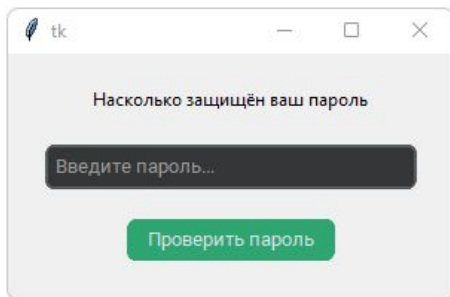 tk
Насколько защищён ваш пароль
Введите пароль...
Проверить пароль